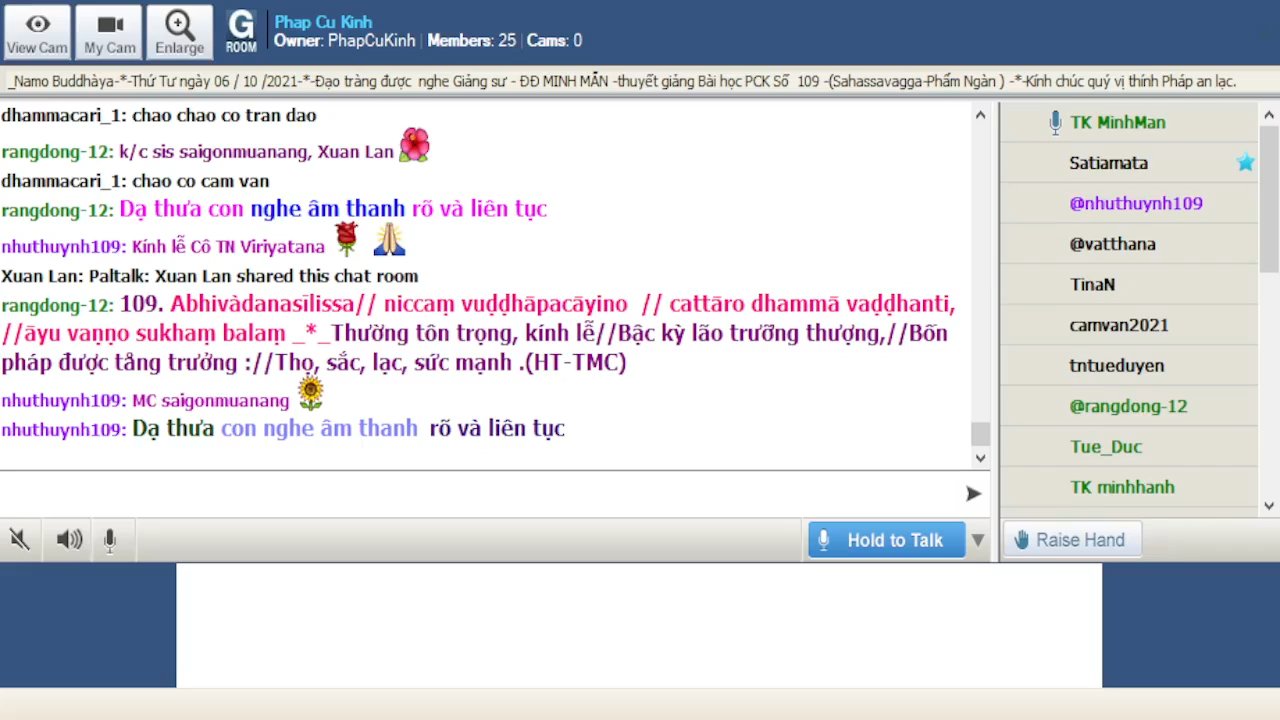 View Cam
My Cam
Enlarge
G
ROOM
Phap Cu Kinh
Owner: PhapCuKinh | Members: 25 | Cams: 0
_Namo Buddhàya-*-Thứ Tư ngày 06 / 10 /2021-*-Đạo tràng được nghe Giảng sư - ĐĐ MINH MẪN -thuyết giảng Bài học PCK Số 109 -(Sahassavagga-Phẩm Ngàn ) -*-Kính chúc quý vị thính Pháp an lạc.
dhammacari_1: chao chao co tran dao
rangdong-12: k/c sis saigonmuanang, Xuan Lan
dhammacari_1: chao co cam van
rangdong-12: Dạ thưa con nghe âm thanh rõ và liên tục
nhuthuynh109: Kính lễ Cô TN Viriyatana
Xuan Lan: Paltalk: Xuan Lan shared this chat room
rangdong-12: 109. Abhivàdanasīlissa// niccaṃ vuḍḍhāpacāyino // cattāro dhammā vaḍḍhanti,
//āyu vaṇṇo sukhaṃ balaṃ _*_Thường tôn trọng, kính lễ//Bậc kỳ lão trưỡng thượng,//Bốn
pháp được tăng trưởng ://Thọ, sắc, lạc, sức mạnh .(HT-TMC)
nhuthuynh109: MC saigonmuanang
nhuthuynh109: Dạ thưa con nghe âm thanh rõ và liên tục
TK MinhMan
Satiamata
@nhuthuynh109
@vatthana
TinaN
camvan2021
tntueduyen
@rangdong-12
Tue_Duc
TK minhhanh
Hold to Talk
Raise Hand